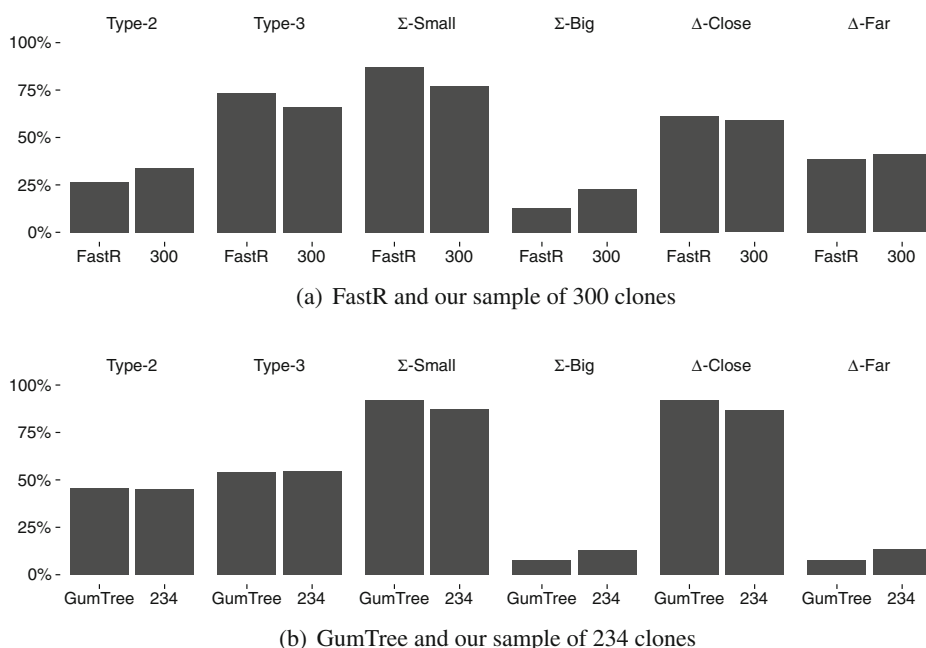 Type-2 Type-3 Σ-Small Σ-Big Δ-Close Δ-Far
100% -
75% -
50% -
25% -
0% -
FastR 300 FastR 300 FastR 300 FastR 300 FastR 300 FastR 300
(a) FastR and our sample of 300 clones
Type-2 Type-3 Σ-Small Σ-Big Δ-Close Δ-Far
100% -
75% -
50% -
25% -
0% -
GumTree 234 GumTree 234 GumTree 234 GumTree 234 GumTree 234 GumTree 234
(b) GumTree and our sample of 234 clones